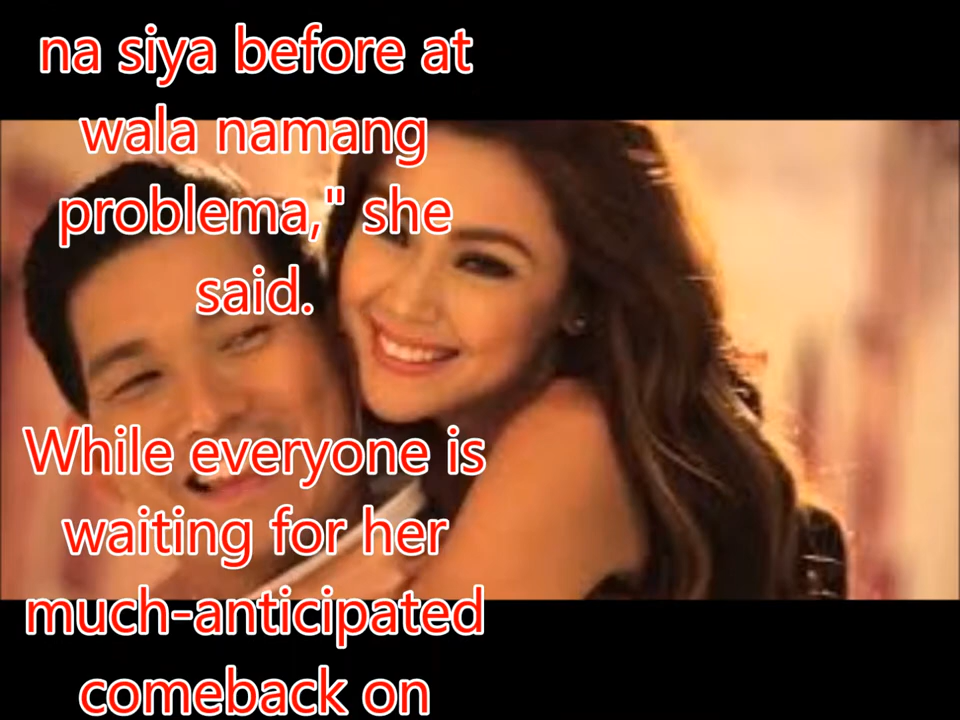 na siya before at
wala namang
problema," she
said.
While everyone is
waiting for her
much-anticipated
comeback on